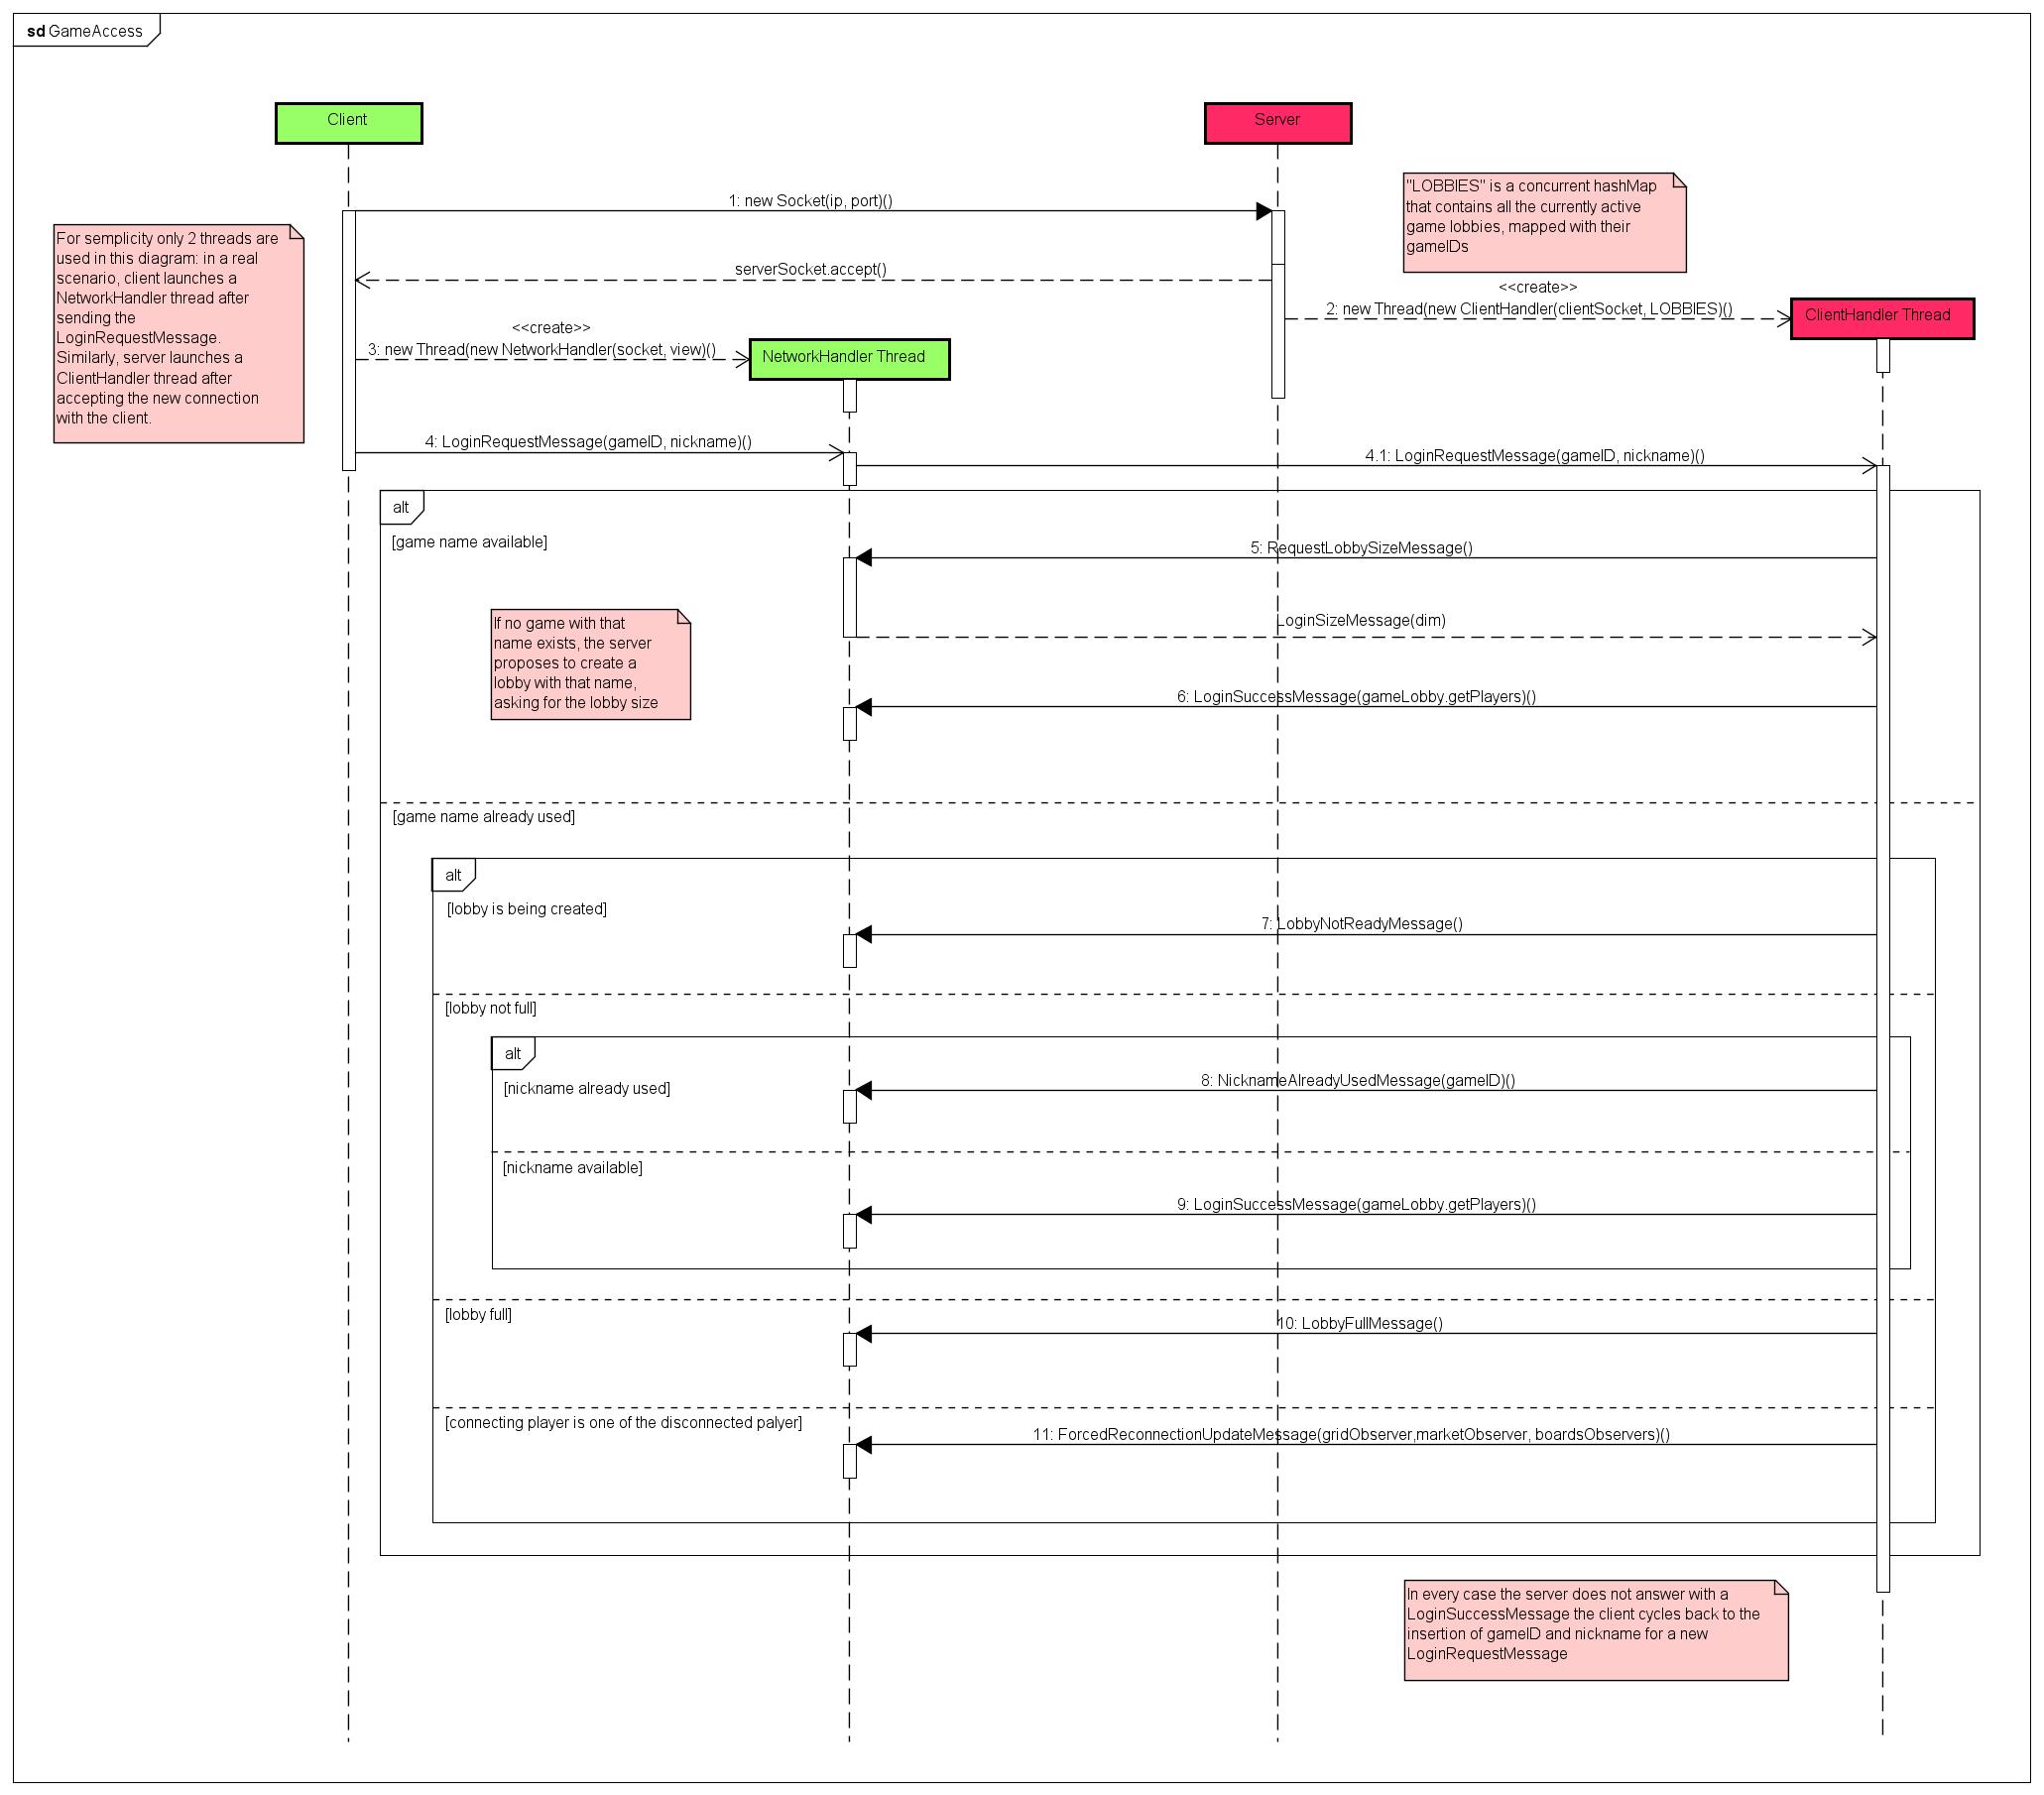 sd GameAccess
Client
Server
"LOBBIES" is a concurrent hashMap
that contains all the currently active
game lobbies, mapped with their
gameIDs
1: new Socket(ip, port)()
For semplicity only 2 threads are
used in this diagram: in a real
scenario, client launches a
NetworkHandler thread after
sending the
LoginRequestMessage.
Similarly, server launches a
ClientHandler thread after
accepting the new connection
with the client.
serverSocket.accept()
<<create>>
2: new Thread(new ClientHandler(clientSocket, LOBBIES)()
ClientHandler Thread
<<create>>
3: new Thread(new NetworkHandler(socket, view)()
NetworkHandler Thread
4: LoginRequestMessage(gameID, nickname)()
4.1: LoginRequestMessage(gameID, nickname)()
alt
[game name available]
5: RequestLobbySizeMessage()
If no game with that
name exists, the server
proposes to create a
lobby with that name,
asking for the lobby size
LoginSizeMessage(dim)
6: LoginSuccessMessage(gameLobby.getPlayers)()
[game name already used]
alt
[lobby is being created]
7: LobbyNotReadyMessage()
[lobby not full]
alt
[nickname already used]
8: NicknameAlreadyUsedMessage(gameID)()
[nickname available]
9: LoginSuccessMessage(gameLobby.getPlayers)()
[lobby full]
10: LobbyFullMessage()
[connecting player is one of the disconnected palyer]
11: ForcedReconnectionUpdateMessage(gridObserver,marketObserver, boardsObservers)()
In every case the server does not answer with a
LoginSuccessMessage the client cycles back to the
insertion of gameID and nickname for a new
LoginRequestMessage